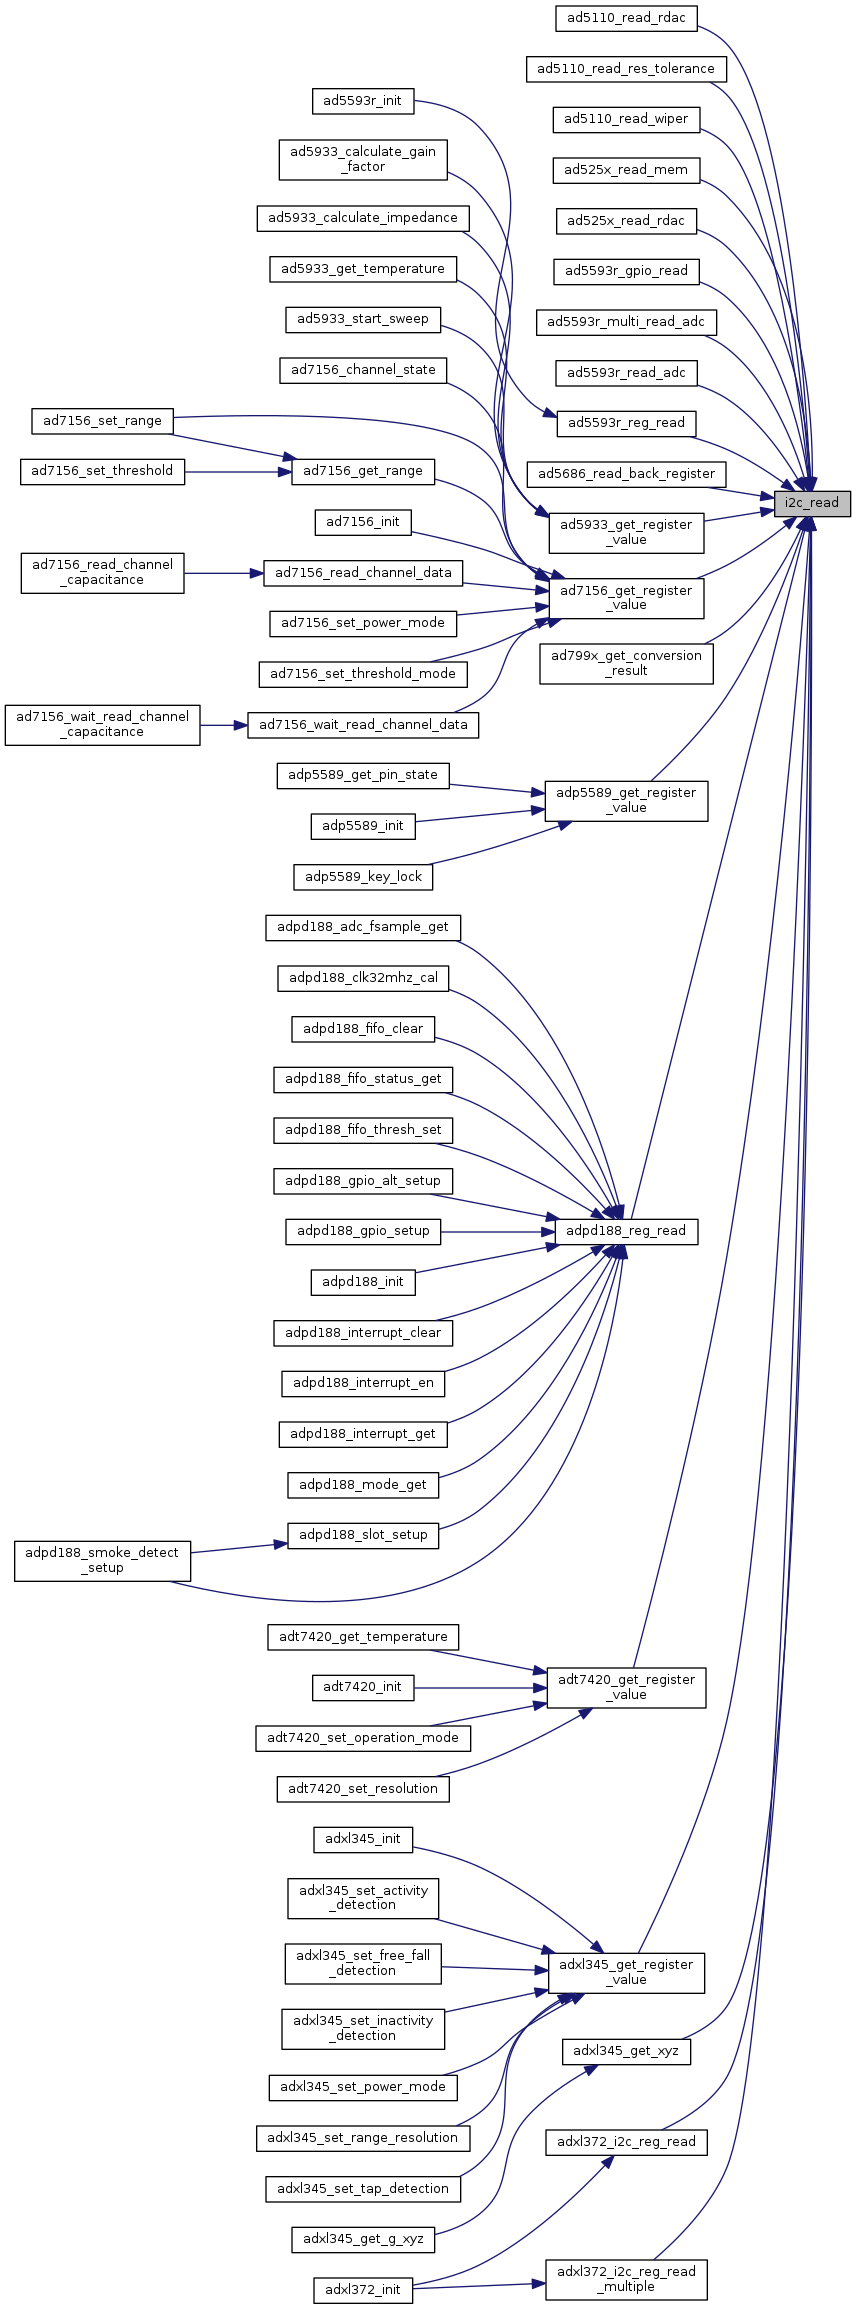 ad5110_read_rdac
ad5110_read_res_tolerance
ad5593r_init
ad5110_read_wiper
ad5933_calculate_gain
_factor
ad525x_read_mem
ad5933_calculate_impedance
ad525x_read_rdac
ad5933_get_temperature
ad5593r_gpio_read
ad5933_start_sweep
ad5593r_multi_read_adc
ad7156_channel_state
ad5593r_read_adc
ad7156_set_range
ad5593r_reg_read
ad7156_set_threshold
ad7156_get_range
ad5686_read_back_register
i2c_read
ad7156_init
ad5933_get_register
_value
ad7156_read_channel
_capacitance
ad7156_read_channel_data
ad7156_get_register
_value
ad7156_set_power_mode
ad7156_set_threshold_mode
ad799x_get_conversion
_result
ad7156_wait_read_channel
_capacitance
ad7156_wait_read_channel_data
adp5589_get_pin_state
adp5589_get_register
_value
adp5589_init
adp5589_key_lock
adpd188_adc_fsample_get
adpd188_clk32mhz_cal
adpd188_fifo_clear
adpd188_fifo_status_get
adpd188_fifo_thresh_set
adpd188_gpio_alt_setup
adpd188_gpio_setup
adpd188_reg_read
adpd188_init
adpd188_interrupt_clear
adpd188_interrupt_en
adpd188_interrupt_get
adpd188_mode_get
adpd188_slot_setup
adpd188_smoke_detect
_setup
adt7420_get_temperature
adt7420_get_register
_value
adt7420_init
adt7420_set_operation_mode
adt7420_set_resolution
adxl345_init
adxl345_set_activity
_detection
adxl345_set_free_fall
_detection
adxl345_get_register
_value
adxl345_set_inactivity
_detection
adxl345_get_xyz
adxl345_set_power_mode
adxl345_set_range_resolution
adxl372_i2c_reg_read
adxl345_set_tap_detection
adxl345_get_g_xyz
adxl372_init
adxl372_i2c_reg_read
_multiple